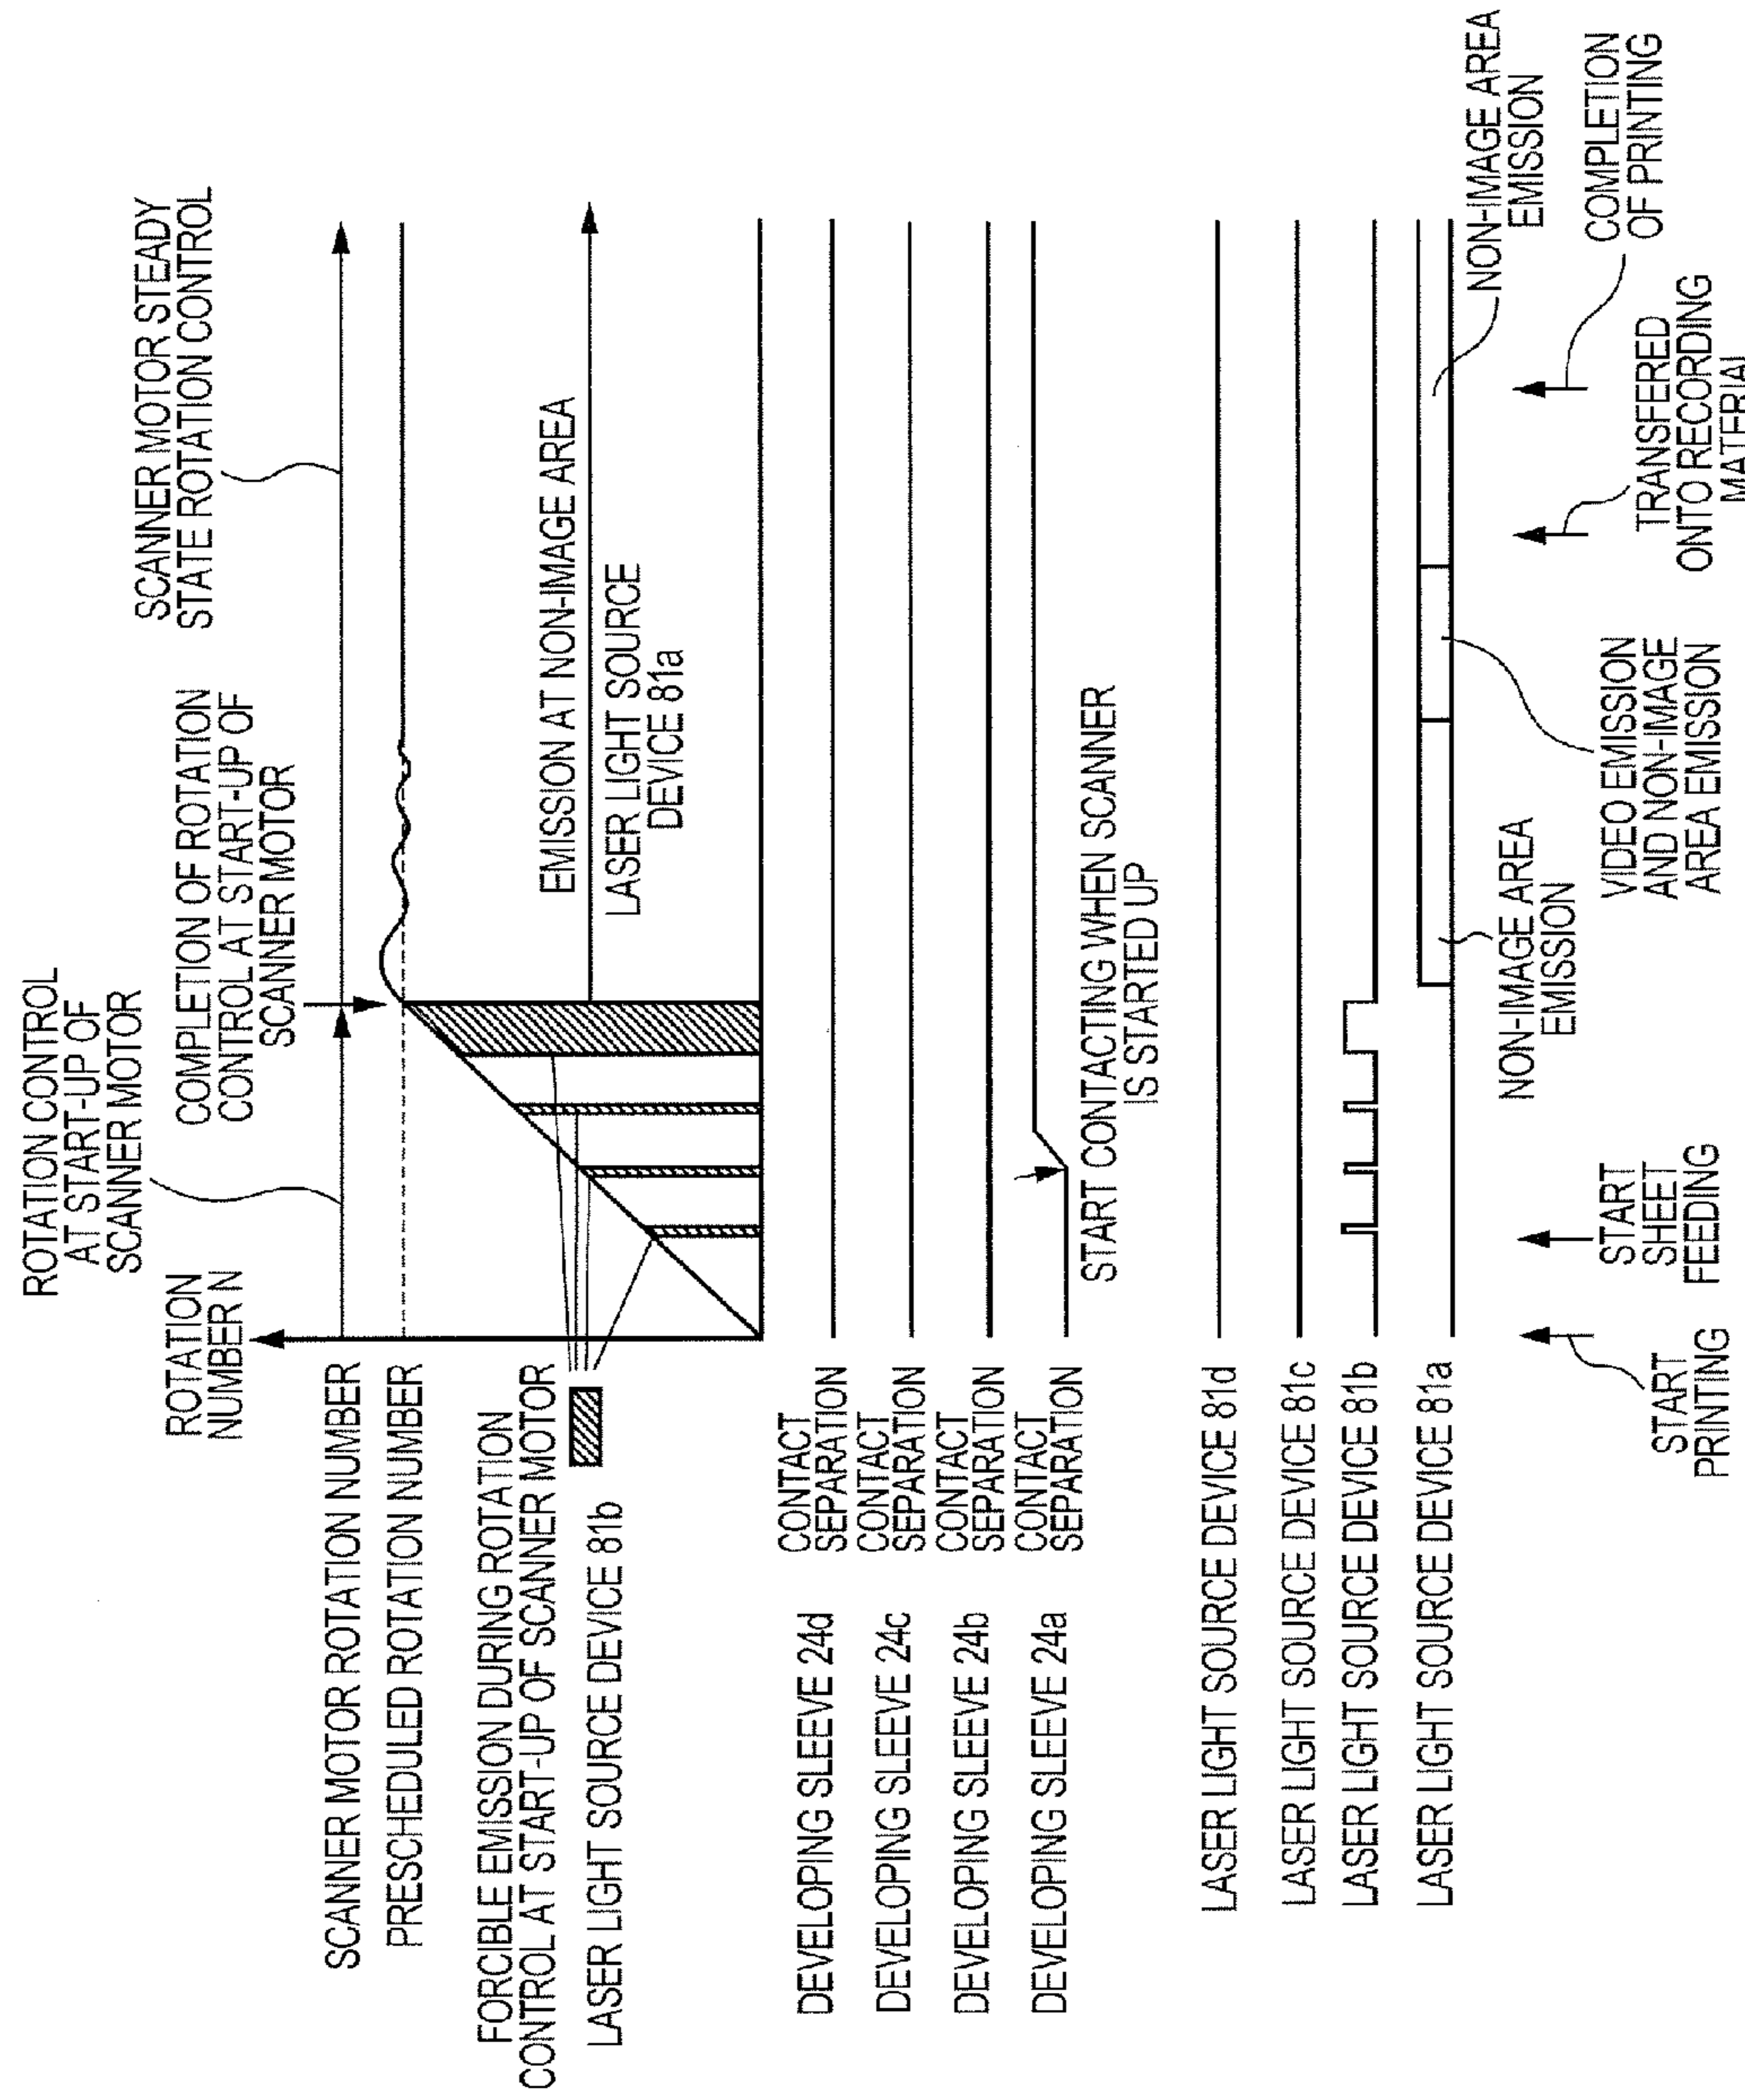 ROTATION CONTROL
AT START-UP OF
SCANNER MOTOR
COMPLETION OF ROTATION
CONTROL AT START-UP OF
SCANNER MOTOR
SCANNER MOTOR STEADY
STATE ROTATION CONTROL
ROTATION
NUMBER N
SCANNER MOTOR ROTATION NUMBER
PRESCHEDULED ROTATION NUMBER
FORCIBLE EMISSION DURING ROTATION
CONTROL AT START-UP OF SCANNER MOTOR
LASER LIGHT SOURCE DEVICE 81b
EMISSION AT NON-IMAGE AREA
LASER LIGHT SOURCE
DEVICE 81a
DEVELOPING SLEEVE 24d
CONTACT
SEPARATION
DEVELOPING SLEEVE 24c
CONTACT
SEPARATION
DEVELOPING SLEEVE 24b
CONTACT
SEPARATION
DEVELOPING SLEEVE 24a
CONTACT
SEPARATION
START CONTACTING WHEN SCANNER
IS STARTED UP
LASER LIGHT SOURCE DEVICE 81d
LASER LIGHT SOURCE DEVICE 81c
LASER LIGHT SOURCE DEVICE 81b
LASER LIGHT SOURCE DEVICE 81a
NON-IMAGE AREA
EMISSION
NON-IMAGE AREA
EMISSION
START
PRINTING
START
SHEET
FEEDING
VIDEO EMISSION
AND NON-IMAGE
AREA EMISSION
TRANSFERRED
ONTO RECORDING
MATERIAL
COMPLETION
OF PRINTING